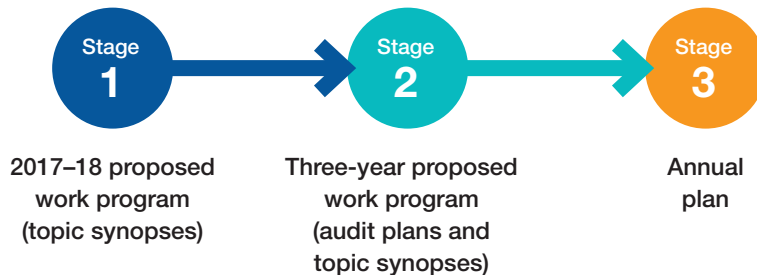 Stage
1
2017–18 proposed
work program
(topic synopses)
Stage
2
Three-year proposed
work program
(audit plans and
topic synopses)
Stage
3
Annual
plan